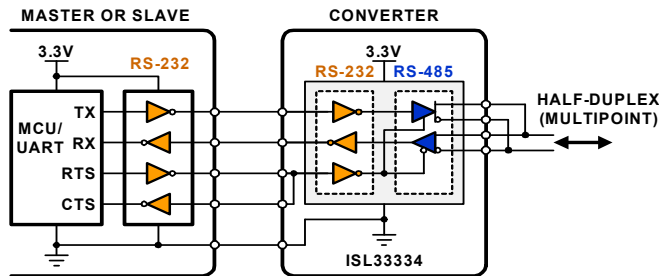 MASTER OR SLAVE
CONVERTER
3.3V
3.3V
RS-232
RS-232
RS-485
TX
MCU/
UART
RX
RTS
CTS
HALF-DUPLEX
(MULTIPOINT)
ISL33334